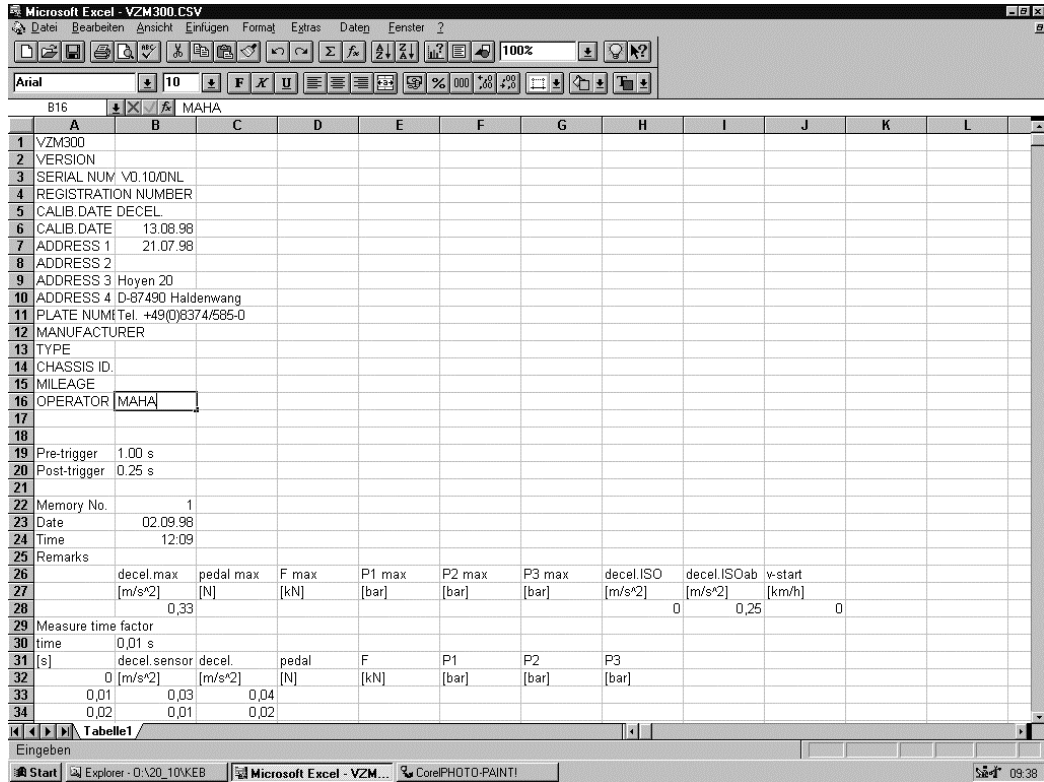 Microsoft Excel - VZM300.CSV
Datei Bearbeiten Ansicht Einfügen Format Extras Daten Fenster ?
100%
Arial 10 F K U
B16 MAHA
A B C D E F G H I J K L
1 VZM300
2 VERSION
3 SERIAL NUM V0.10/0NL
4 REGISTRATION NUMBER
5 CALIB.DATE DECEL.
6 CALIB.DATE 13.08.98
7 ADDRESS 1 21.07.98
8 ADDRESS 2
9 ADDRESS 3 Hoyen 20
10 ADDRESS 4 D-87490 Haldenwang
11 PLATE NUME Tel. +49(0)8374/585-0
12 MANUFACTURER
13 TYPE
14 CHASSIS ID.
15 MILEAGE
16 OPERATOR MAHA
17
18
19 Pre-trigger 1.00 s
20 Post-trigger 0.25 s
21
22 Memory No. 1
23 Date 02.09.98
24 Time 12:09
25 Remarks
26 decel.max pedal max F max P1 max P2 max P3 max decel.ISO decel.ISOab v-start
27 [m/s^2] [N] [kN] [bar] [bar] [bar] [m/s^2] [m/s^2] [km/h]
28 0,33 0 0,25 0
29 Measure time factor
30 time 0,01 s
31 [s] decel.sensor decel. pedal F P1 P2 P3
32 0 [m/s^2] [m/s^2] [N] [kN] [bar] [bar] [bar]
33 0,01 0,03 0,04
34 0,02 0,01 0,02
Tabelle1
Eingeben
Start Explorer - O:\20_10\KEB Microsoft Excel - VZM... CorelPHOTO-PAINT! 09:38